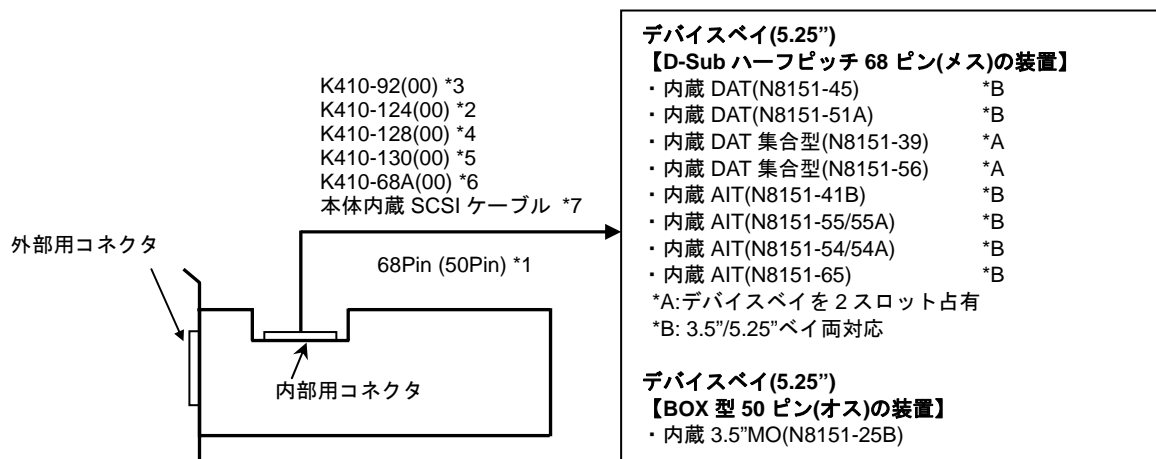 K410-92(00) *3
K410-124(00) *2
K410-128(00) *4
K410-130(00) *5
K410-68A(00) *6
本体内蔵 SCSI ケーブル *7
68Pin (50Pin) *1
外部用コネクタ
内部用コネクタ
デバイスベイ(5.25”)
【D-Sub ハーフピッチ 68 ピン(メス)の装置】
・内蔵 DAT(N8151-45) *B
・内蔵 DAT(N8151-51A) *B
・内蔵 DAT 集合型(N8151-39) *A
・内蔵 DAT 集合型(N8151-56) *A
・内蔵 AIT(N8151-41B) *B
・内蔵 AIT(N8151-55/55A) *B
・内蔵 AIT(N8151-54/54A) *B
・内蔵 AIT(N8151-65) *B
*A:デバイスベイを 2 スロット占有
*B: 3.5”/5.25”ベイ両対応
デバイスベイ(5.25”)
【BOX 型 50 ピン(オス)の装置】
・内蔵 3.5”MO(N8151-25B)